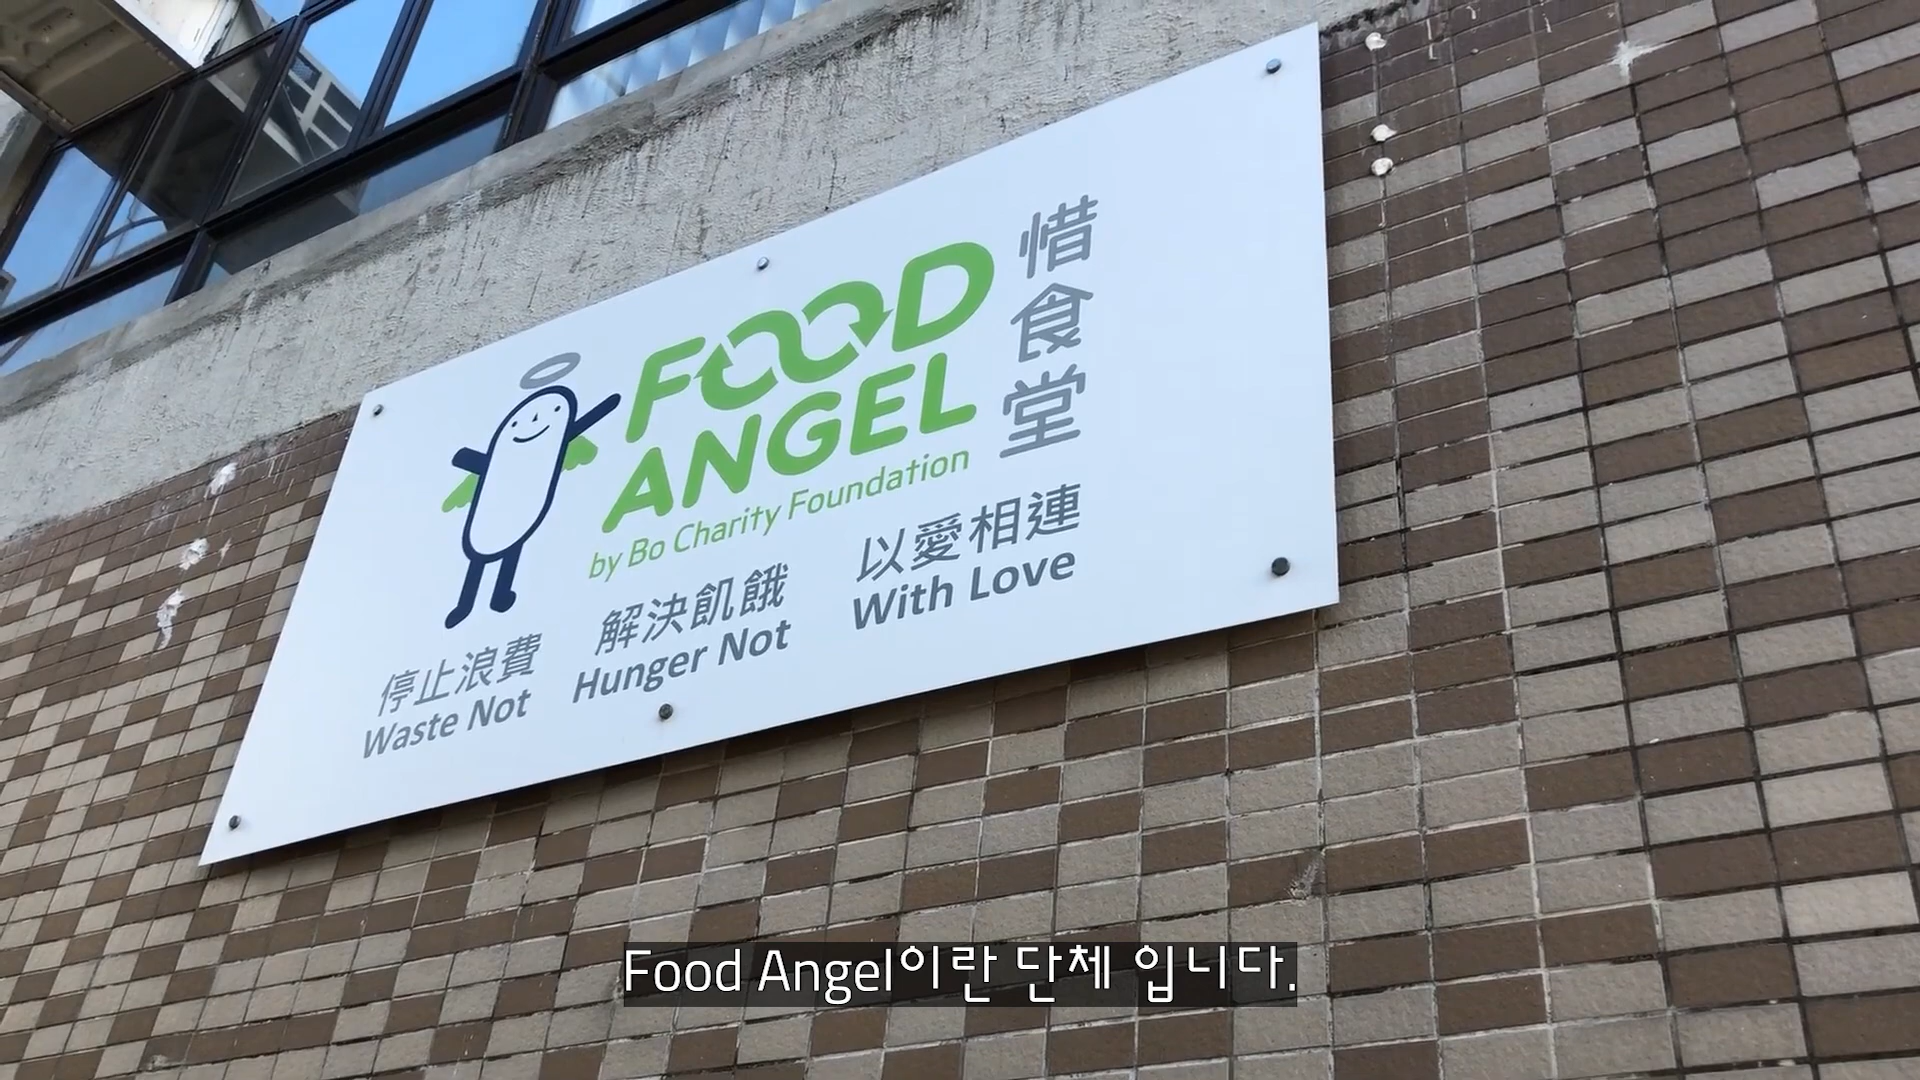 FOOD
ANGEL
by Bo Charity Foundation
惜食堂
停止浪費
Waste Not
解決飢餓
Hunger Not
以愛相連
With Love
Food Angel이란 단체 입니다.